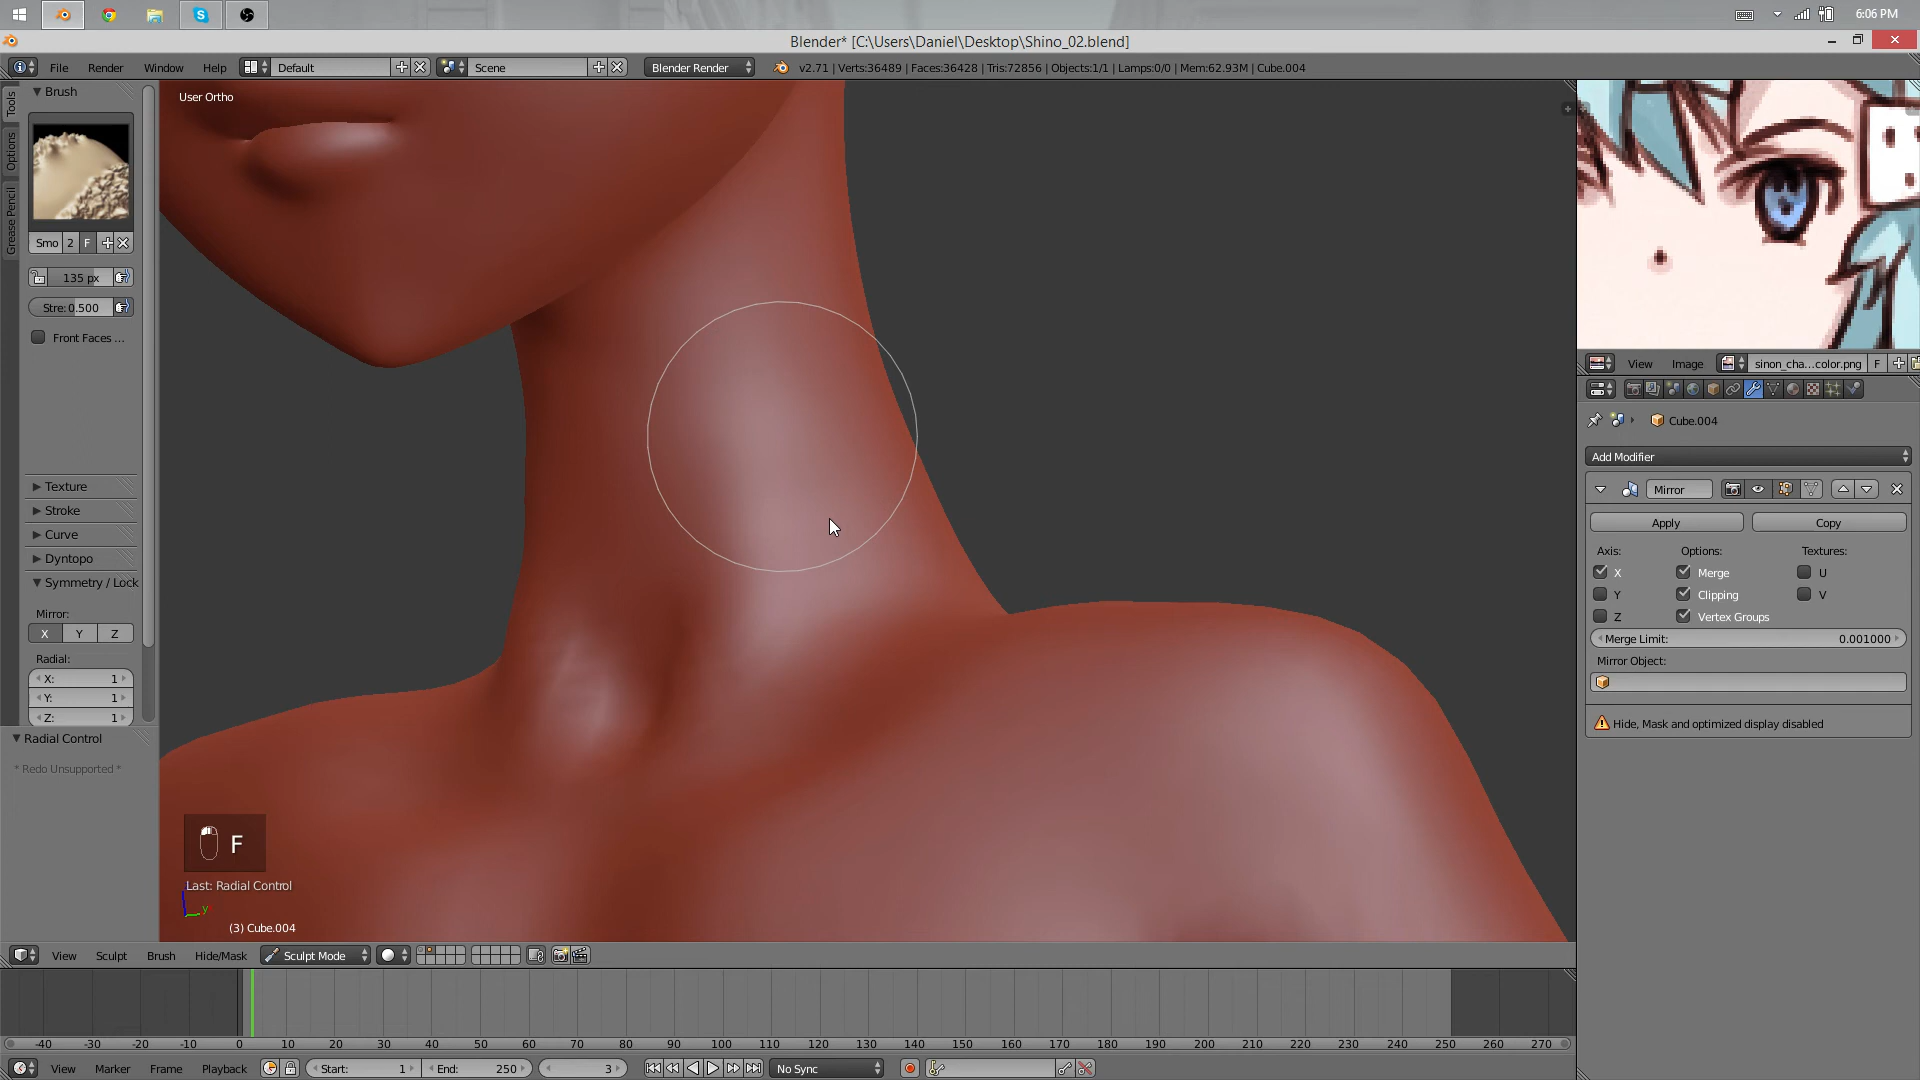 6:06 PM
Blender* [C:\Users\Daniel\Desktop\Shino_02.blend]
File Render Window Help Default Scene Blender Render v2.71 | Verts:36489 | Faces:36428 | Tris:72856 | Objects:1/1 | Lamps:0/0 | Mem:62.93M | Cube.004
Tools
Options
Grease Pencil
Brush
Smo 2 F
135 px
Stre: 0.500
Front Faces ...
Texture
Stroke
Curve
Dyntopo
Symmetry / Lock
Mirror:
X Y Z
Radial:
X: 1
Y: 1
Z: 1
Radial Control
* Redo Unsupported *
User Ortho
F
Last: Radial Control
y
(3) Cube.004
View Sculpt Brush Hide/Mask Sculpt Mode
View Image sinon_cha...color.png F
Cube.004
Add Modifier
Mirror
Apply Copy
Axis: Options: Textures:
X Merge U
Y Clipping V
Z Vertex Groups
Merge Limit: 0.001000
Mirror Object:
Hide, Mask and optimized display disabled
-40 -30 -20 -10 0 10 20 30 40 50 60 70 80 90 100 110 120 130 140 150 160 170 180 190 200 210 220 230 240 250 260 270
View Marker Frame Playback Start: 1 End: 250 3 No Sync